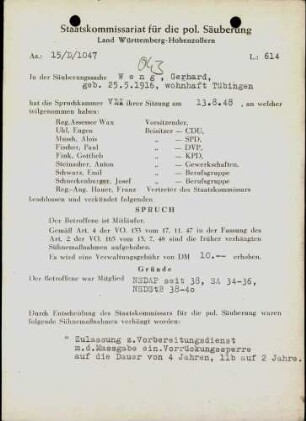 Staatskommissariat für die pol. Säuberung
Land Württemberg-Hohenzollern
Az.: 15/D/1047
L.: 614
In der Säuberungssache Weng, Gerhard,
geb. 25.5.1916, wohnhaft Tübingen
hat die Spruchkammer VII in ihrer Sitzung am 13.8.48, an welcher
teilgenommen haben:
Reg. Assessor Wax Vorsitzender,
Uhl, Eugen Beisitzer — CDU,
Münch, Alois „ — SPD,
Fischer, Paul „ — DVP,
Fink, Gottlieb „ — KPD,
Steinacher, Anton „ — Gewerkschaften,
Schwarz, Emil „ — Berufsgruppe
Schnierkenberger, Josef „ — Berufsgruppe
Reg.-Aug. Hauer, Franz Vertreter des Staatskommissars
beschlossen und verkündet folgenden
SPRUCH
Der Betroffene ist Mitläufer.
Gemäß Art. 4 der VO. 133 vom 17. 11. 47 in der Fassung des
Art. 2 der VO. 165 vom 13. 7. 48 sind die früher verhängten
Sühnemaßnahmen aufgehoben.
Es wird eine Verwaltungsgebühr von DM 10.-- erhoben.
Gründe
Der Betroffene war Mitglied NSDAP seit 38, SA 34-36,
NSDStB 38-40
Durch Entscheidung des Staatskommissars für die pol. Säuberung waren
folgende Sühnemaßnahmen verhängt worden:
" Zulassung z.Vorbereitungsdienst
m.d.Massgabe ein.Vorrückungssperre
auf die Dauer von 4 Jahren, lib auf 2 Jahre.